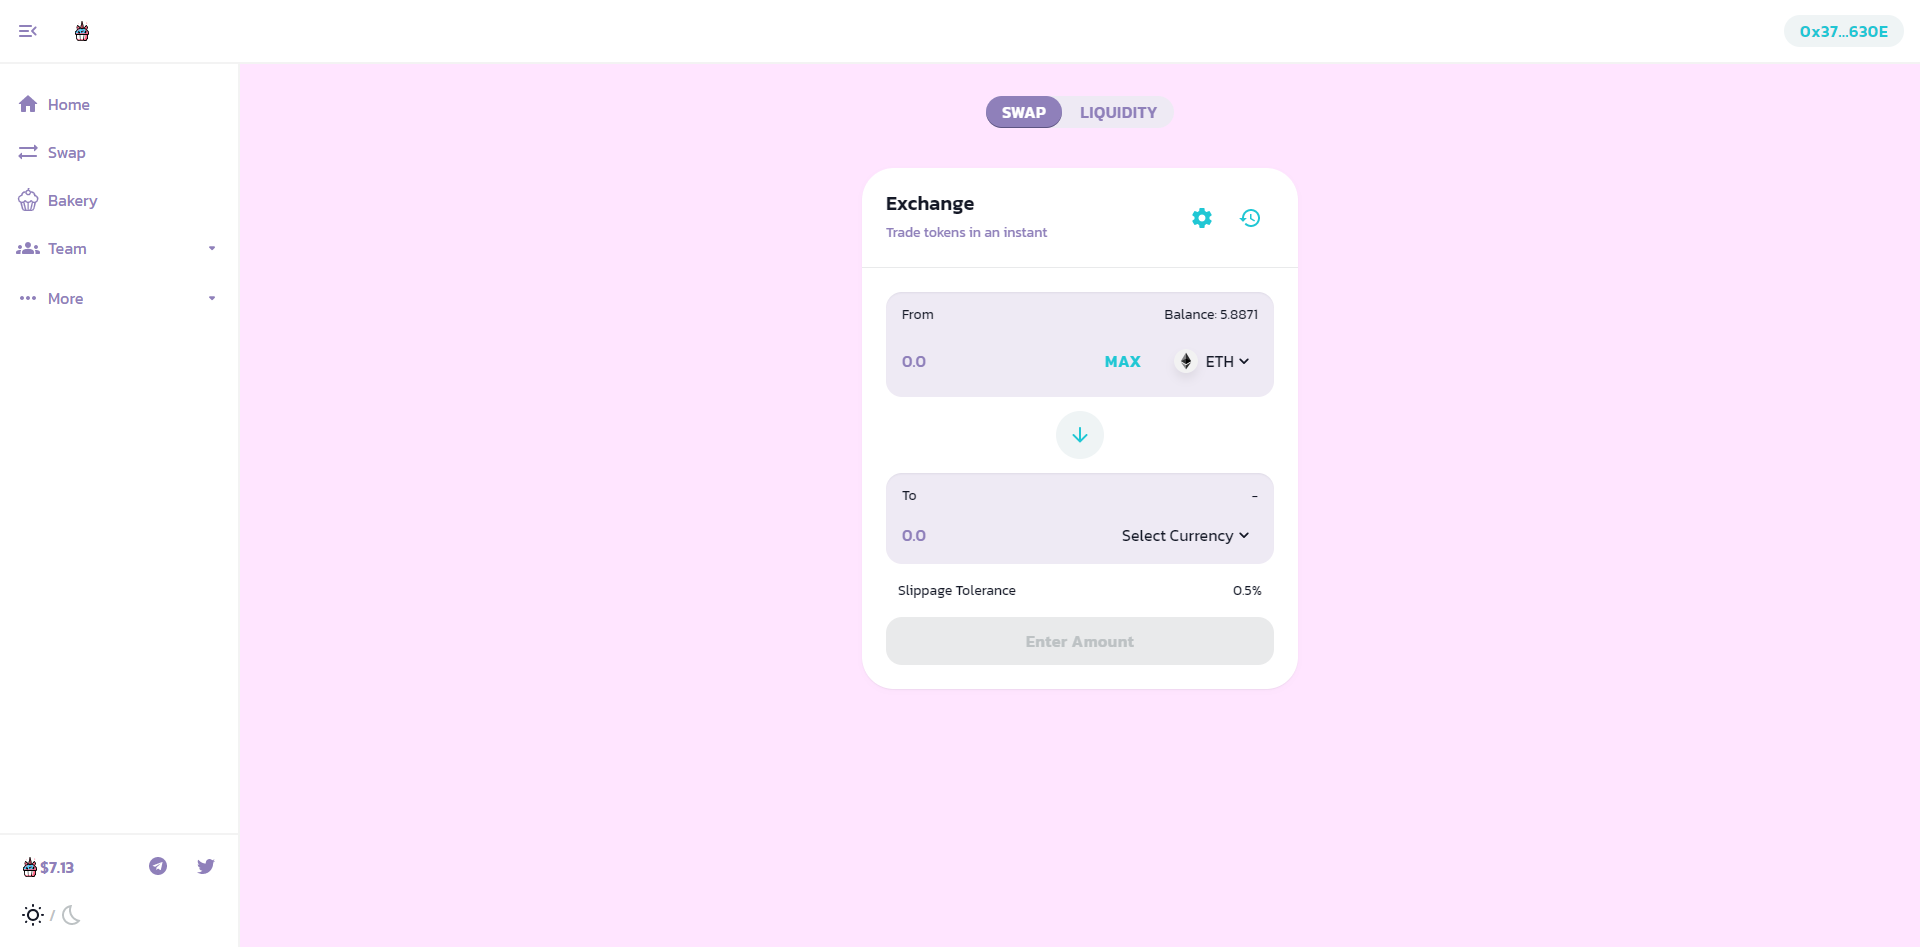 0x37...630E
Home
Swap
Bakery
Team
More
SWAP LIQUIDITY
Exchange
Trade tokens in an instant
From Balance: 5.8871
0.0 MAX ETH
To -
0.0 Select Currency
Slippage Tolerance 0.5%
Enter Amount
$7.13
/